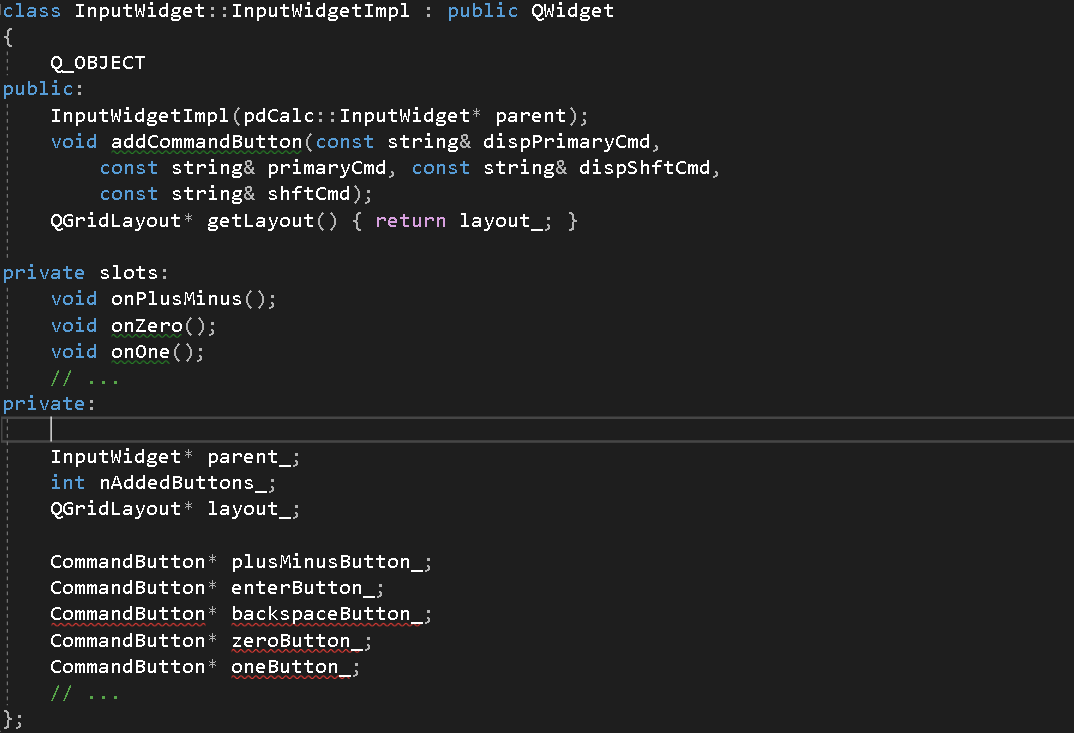 class InputWidget::InputWidgetImpl : public QWidget
{
    Q_OBJECT
public:
    InputWidgetImpl(pdCalc::InputWidget* parent);
    void addCommandButton(const string& dispPrimaryCmd,
        const string& primaryCmd, const string& dispShftCmd,
        const string& shftCmd);
    QGridLayout* getLayout() { return layout_; }

private slots:
    void onPlusMinus();
    void onZero();
    void onOne();
    // ...
private:

    InputWidget* parent_;
    int nAddedButtons_;
    QGridLayout* layout_;

    CommandButton* plusMinusButton_;
    CommandButton* enterButton_;
    CommandButton* backspaceButton_;
    CommandButton* zeroButton_;
    CommandButton* oneButton_;
    // ...
};